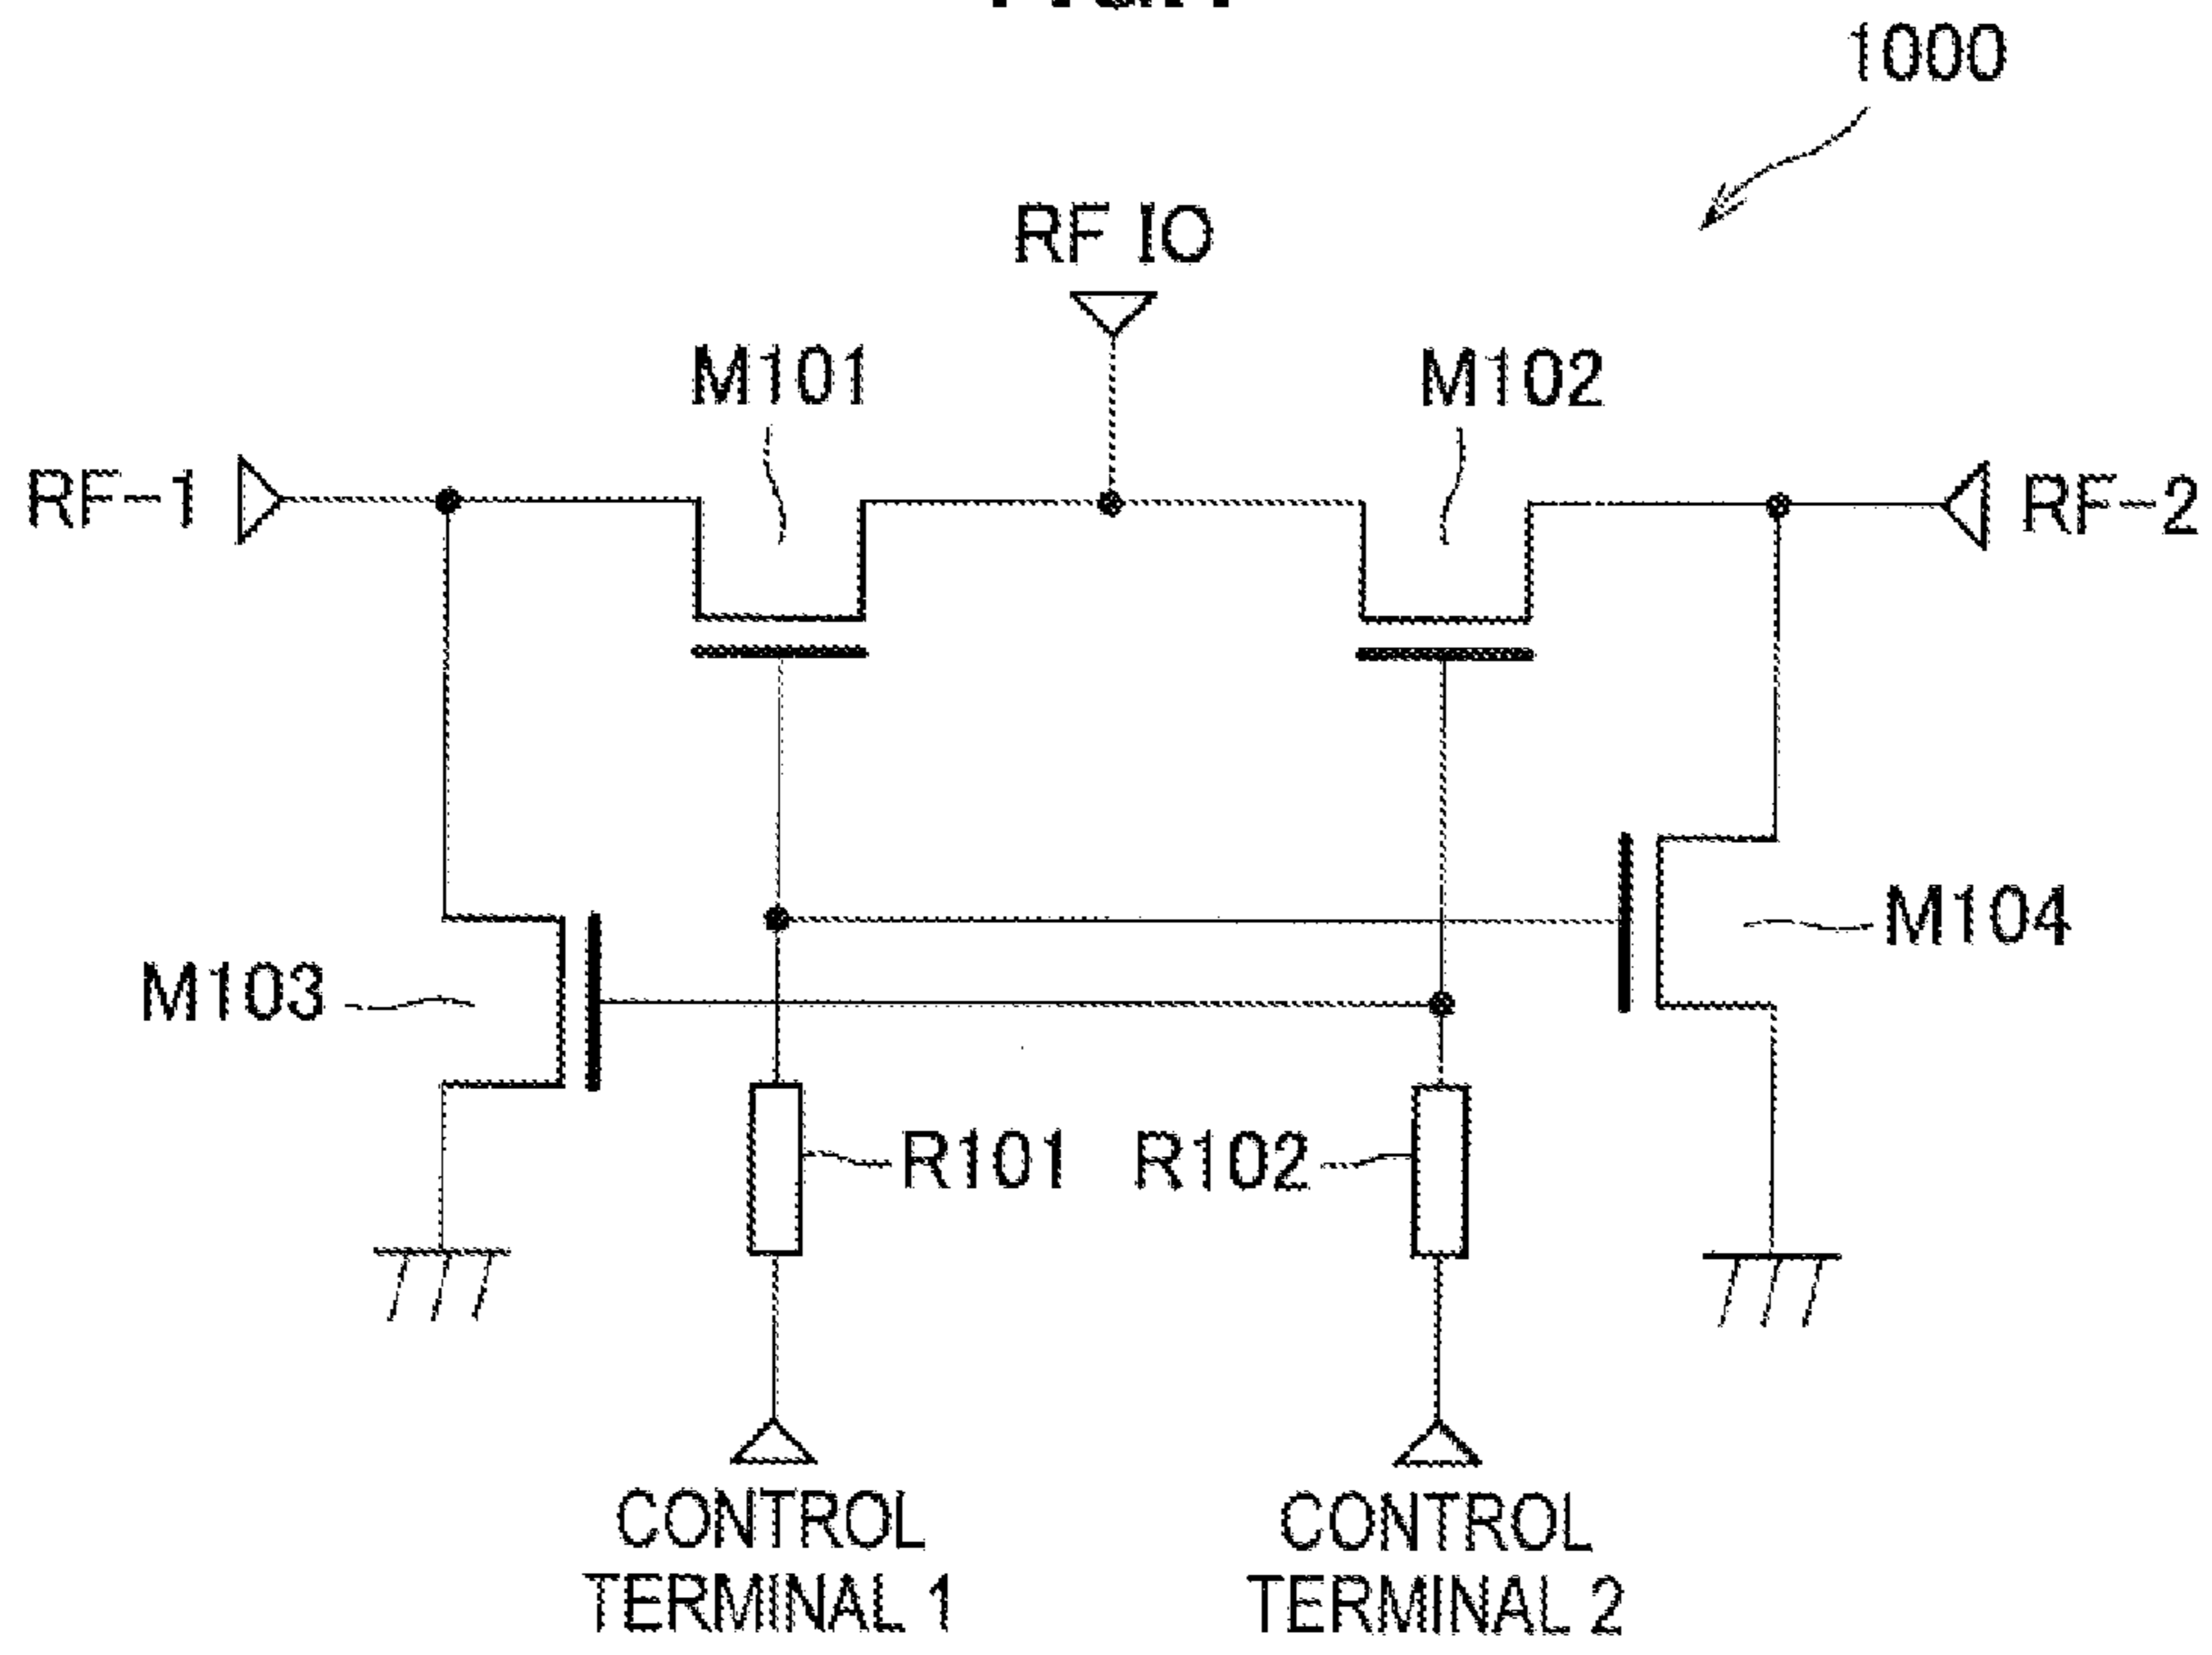 1000
RF IO
M101
M102
RF-1
RF-2
M104
M103
R101
R102
CONTROL
TERMINAL 1
CONTROL
TERMINAL 2